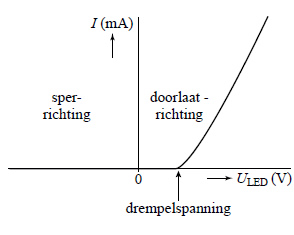 I (mA)
sper-
richting
doorlaat -
richting
0
U_LED (V)
drempelspanning